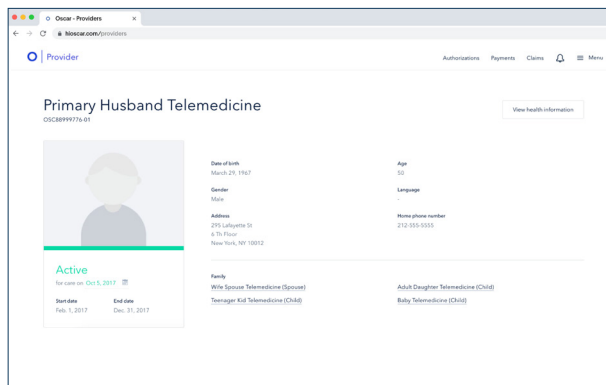 Oscar - Providers
hioscar.com/providers
Provider
Authorizations Payments Claims Menu
Primary Husband Telemedicine
OSC88999776-01
View health information
Date of birth
March 29, 1967
Age
50
Gender
Male
Language
-
Address
295 Lafayette St
6 Th Floor
New York, NY 10012
Home phone number
212-555-5555
Active
for care on Oct 5, 2017
Start date
Feb. 1, 2017
End date
Dec. 31, 2017
Family
Wife Spouse Telemedicine (Spouse)
Adult Daughter Telemedicine (Child)
Teenager Kid Telemedicine (Child)
Baby Telemedicine (Child)